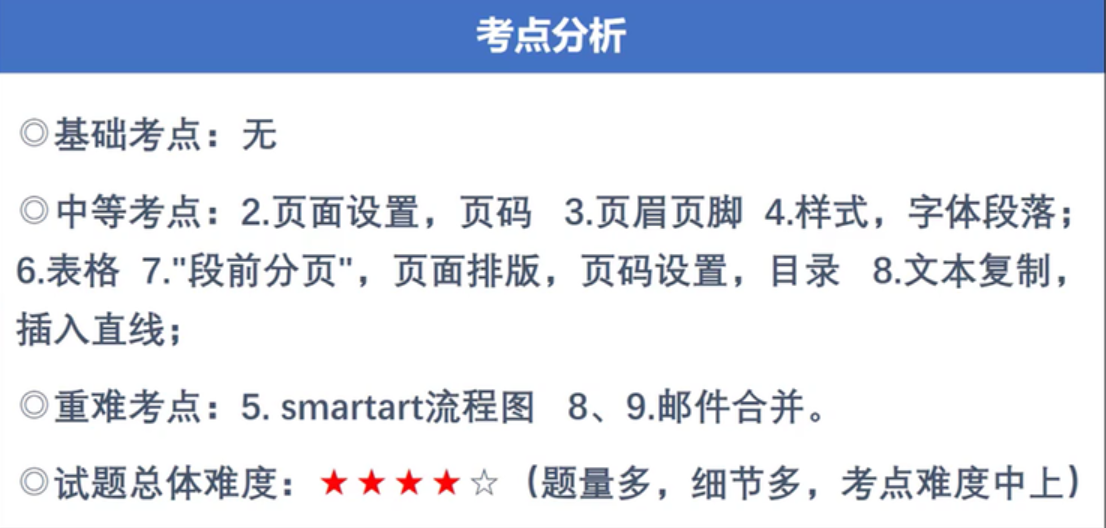 考点分析
◎基础考点：无
◎中等考点：2.页面设置，页码 3.页眉页脚 4.样式，字体段落；
6.表格 7."段前分页"，页面排版，页码设置，目录 8.文本复制，
插入直线；
◎重难考点：5. smartart流程图 8、9.邮件合并。
◎试题总体难度：★★★★☆（题量多，细节多，考点难度中上）